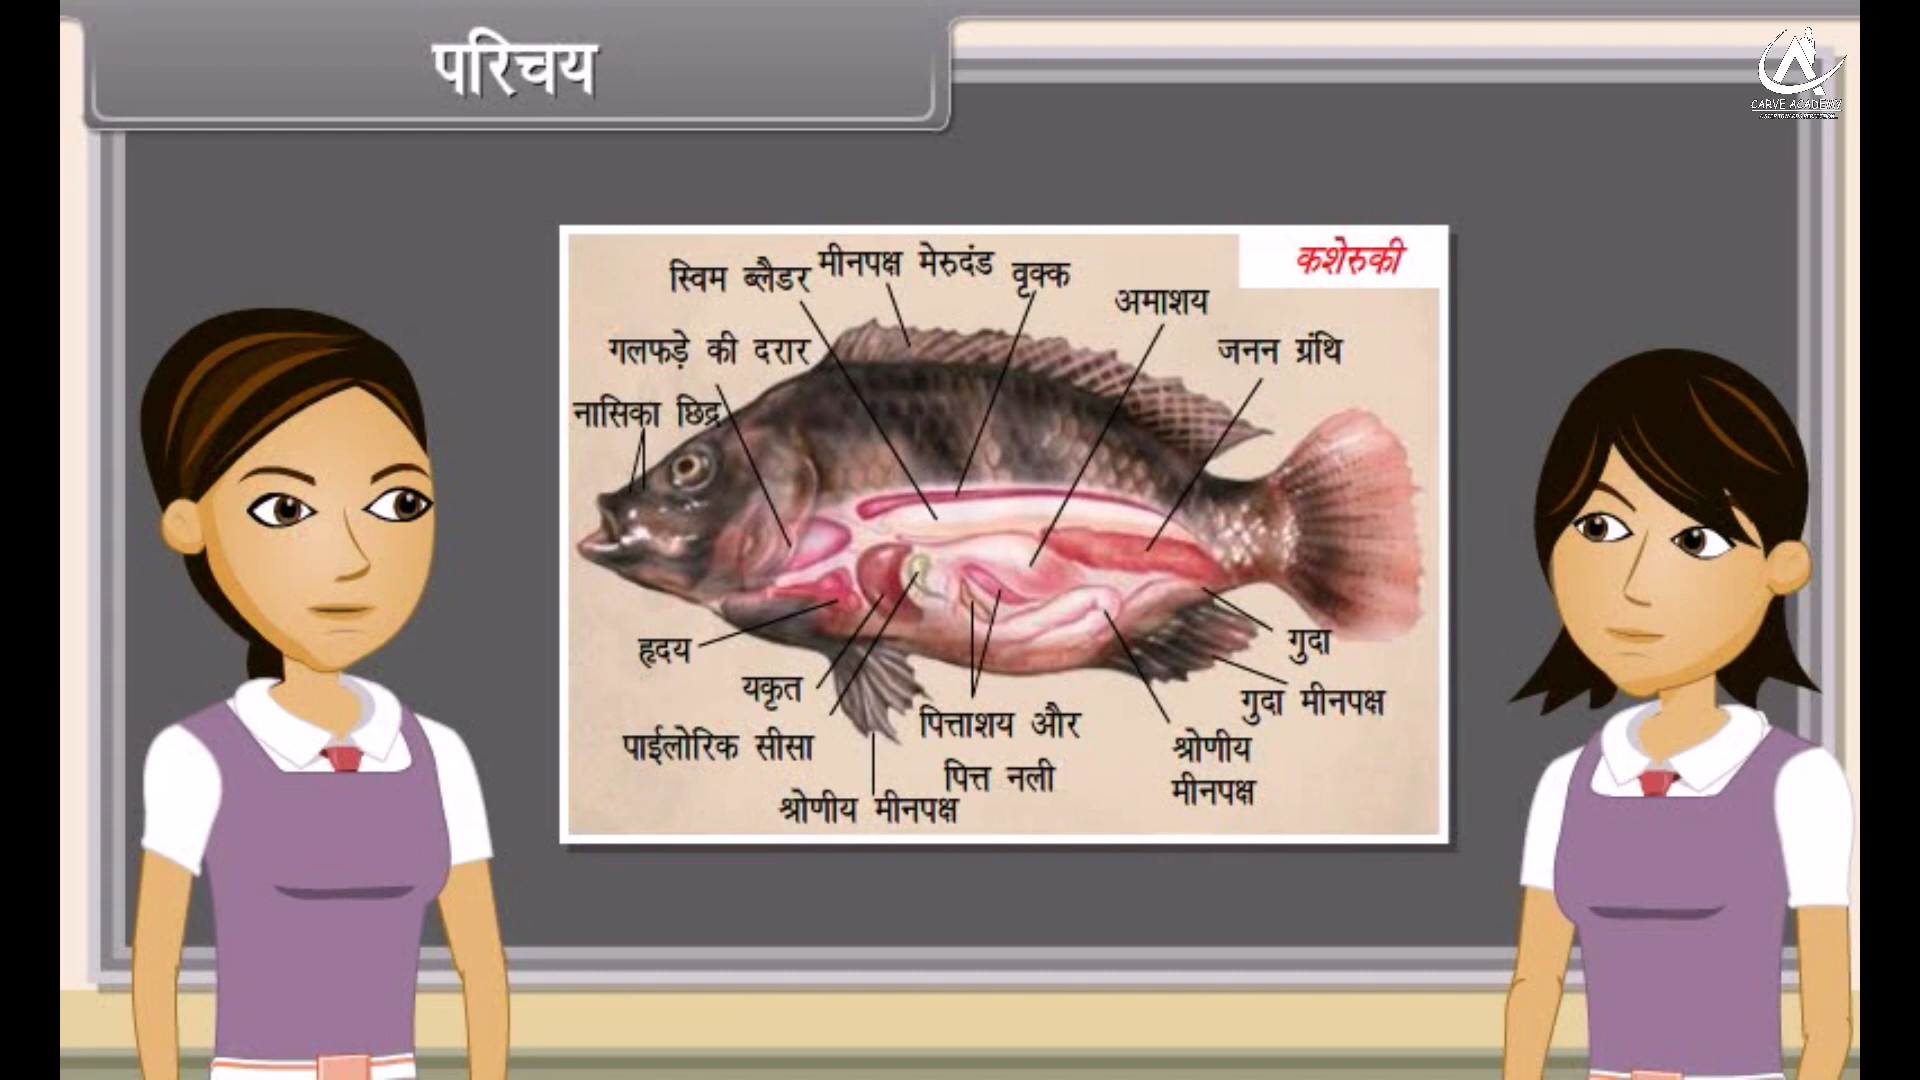 परिचय
CARVE ACADEMY
कशेरुकी
स्विम ब्लैडर
मीनपक्ष मेरुदंड
वृक्क
अमाशय
गलफड़े की दरार
जनन ग्रंथि
नासिका छिद्र
हृदय
गुदा
यकृत
गुदा मीनपक्ष
पाईलोरिक सीसा
पित्ताशय और
पित्त नली
श्रोणीय
मीनपक्ष
श्रोणीय मीनपक्ष